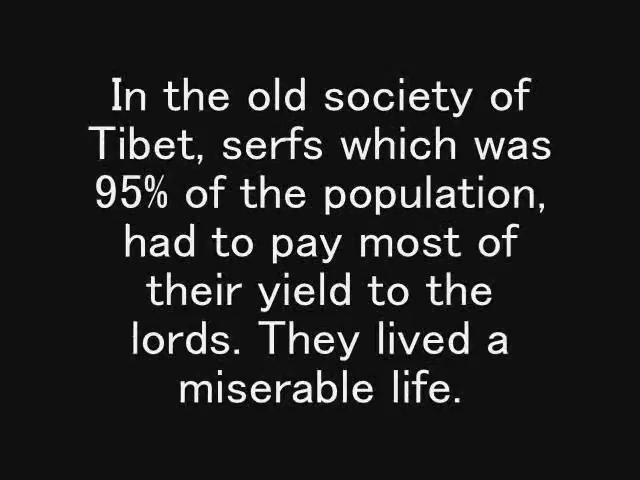 In the old society of
Tibet, serfs which was
95% of the population,
had to pay most of
their yield to the
lords. They lived a
miserable life.